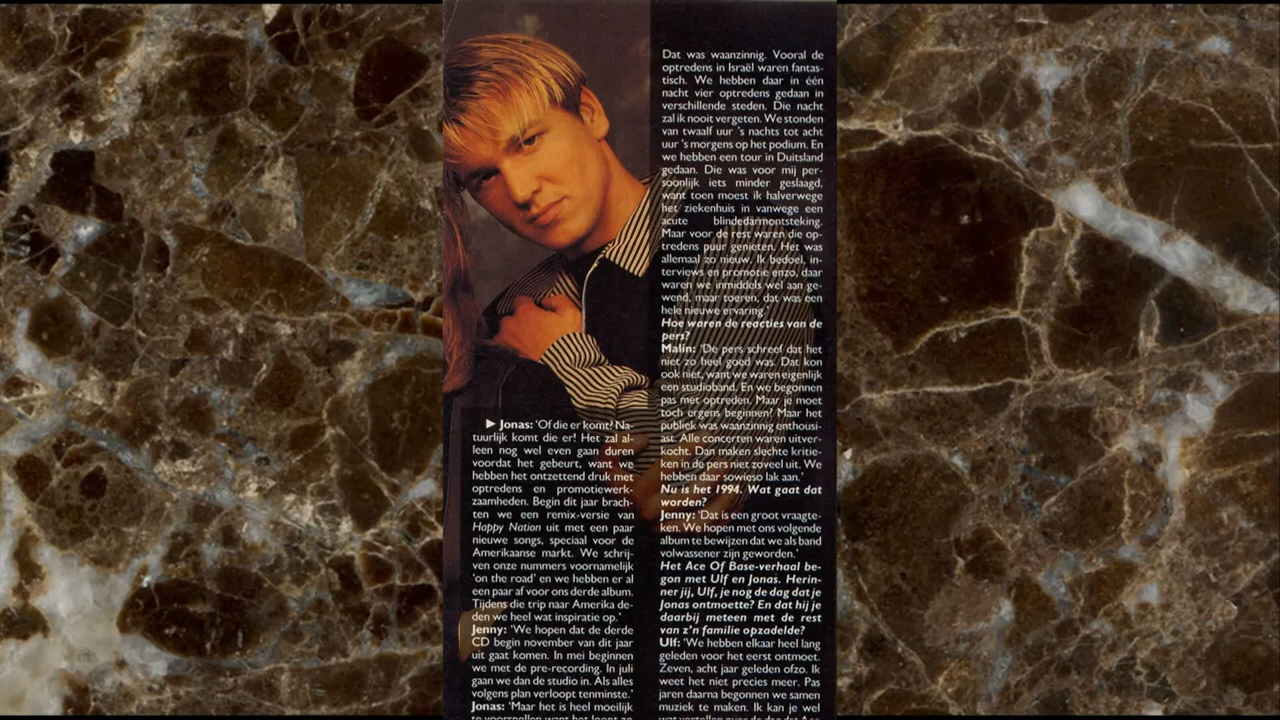 ▶ Jonas: 'Of die er komt? Na-
tuurlijk komt die er! Het zal al-
leen nog wel even gaan duren
voordat het gebeurt, want we
hebben het ontzettend druk met
optredens en promotiewerk-
zaamheden. Begin dit jaar brach-
ten we een remix-versie van
Happy Nation uit met een paar
nieuwe songs, speciaal voor de
Amerikaanse markt. We schrij-
ven onze nummers voornamelijk
'on the road' en we hebben er al
een paar af voor ons derde album.
Tijdens die trip naar Amerika de-
den we heel wat inspiratie op.'
Jenny: 'We hopen dat de derde
CD begin november van dit jaar
uit gaat komen. In mei beginnen
we met de pre-recording. In juli
gaan we dan de studio in. Als alles
volgens plan verloopt tenminste.'
Jonas: 'Maar het is heel moeilijk
te voorspellen want het loopt zo
Dat was waanzinnig. Vooral de
optredens in Israël waren fantas-
tisch. We hebben daar in één
nacht vier optredens gedaan in
verschillende steden. Die nacht
zal ik nooit vergeten. We stonden
van twaalf uur 's nachts tot acht
uur 's morgens op het podium. En
we hebben een tour in Duitsland
gedaan. Die was voor mij per-
soonlijk iets minder geslaagd,
want toen moest ik halverwege
het ziekenhuis in vanwege een
acute blindedarmontsteking.
Maar voor de rest waren die op-
tredens puur genieten. Het was
allemaal zo nieuw. Ik bedoel, in-
terviews en promotie enzo, daar
waren we inmiddels wel aan ge-
wend, maar toeren, dat was een
hele nieuwe ervaring.'
Hoe waren de reacties van de
pers?
Malin: 'De pers schreef dat het
niet zo heel goed was. Dat kon
ook niet, want we waren eigenlijk
een studioband. En we begonnen
pas met optreden. Maar je moet
toch ergens beginnen? Maar het
publiek was waanzinnig enthousi-
ast. Alle concerten waren uitver-
kocht. Dan maken slechte kritie-
ken in de pers niet zoveel uit. We
hebben daar sowieso lak aan.'
Nu is het 1994. Wat gaat dat
worden?
Jenny: 'Dat is een groot vraagte-
ken. We hopen met ons volgende
album te bewijzen dat we als band
volwassener zijn geworden.'
Het Ace Of Base-verhaal be-
gon met Ulf en Jonas. Herin-
ner jij, Ulf, je nog de dag dat je
Jonas ontmoette? En dat hij je
daarbij meteen met de rest
van z'n familie opzadelde?
Ulf: 'We hebben elkaar heel lang
geleden voor het eerst ontmoet.
Zeven, acht jaar geleden ofzo. Ik
weet het niet precies meer. Pas
jaren daarna begonnen we samen
muziek te maken. Ik kan je wel